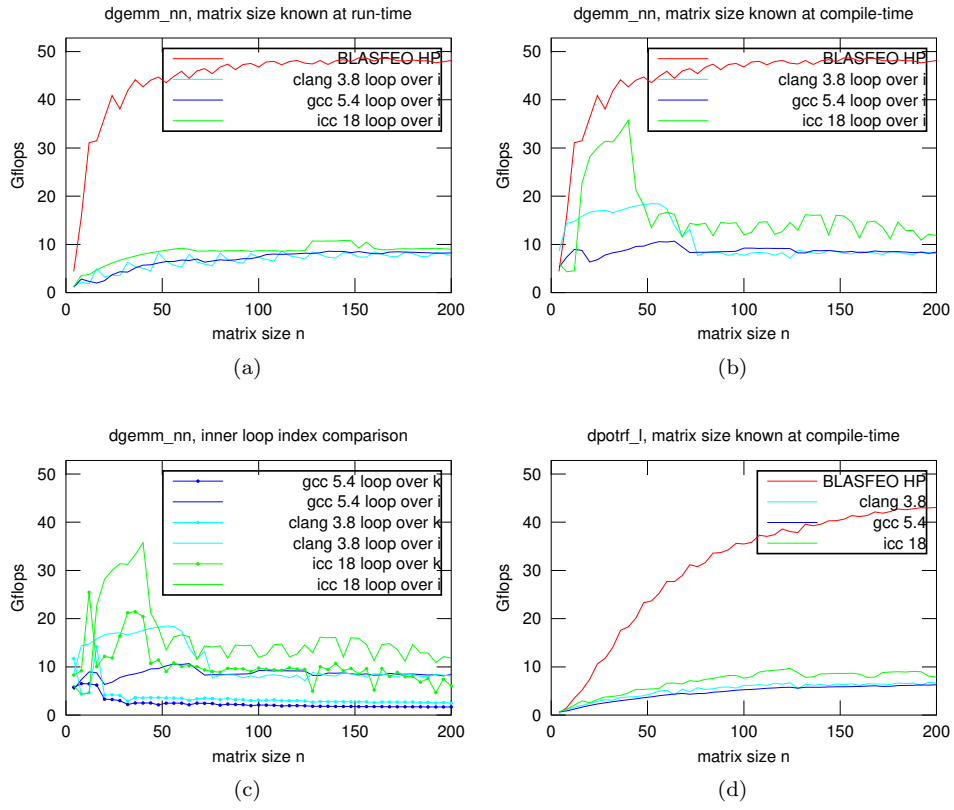 dgemm_nn, matrix size known at run-time
50
40
30
20
10
0
Gflops
BLASFEO HP
clang 3.8 loop over i
gcc 5.4 loop over i
icc 18 loop over i
0 50 100 150 200
matrix size n
(a)
dgemm_nn, matrix size known at compile-time
50
40
30
20
10
0
Gflops
BLASFEO HP
clang 3.8 loop over i
gcc 5.4 loop over i
icc 18 loop over i
0 50 100 150 200
matrix size n
(b)
dgemm_nn, inner loop index comparison
50
40
30
20
10
0
Gflops
gcc 5.4 loop over k
gcc 5.4 loop over i
clang 3.8 loop over k
clang 3.8 loop over i
icc 18 loop over k
icc 18 loop over i
0 50 100 150 200
matrix size n
(c)
dpotrf_l, matrix size known at compile-time
50
40
30
20
10
0
Gflops
BLASFEO HP
clang 3.8
gcc 5.4
icc 18
0 50 100 150 200
matrix size n
(d)